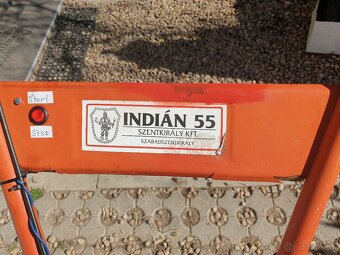 Start
Stop
INDIÁN 55
SZENTKIRÁLY KFT.
SZABADSZENTKIRÁLY